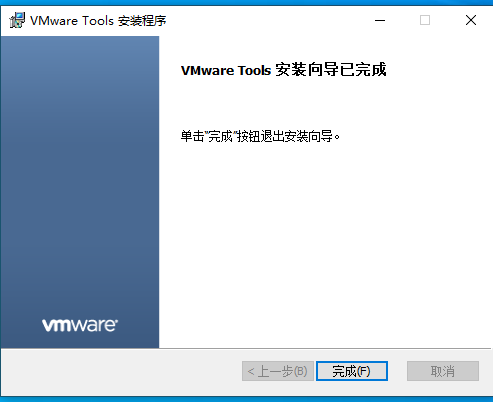 VMware Tools 安装程序
VMware Tools 安装向导已完成
单击"完成"按钮退出安装向导。
vmware
< 上一步(B) 完成(F) 取消